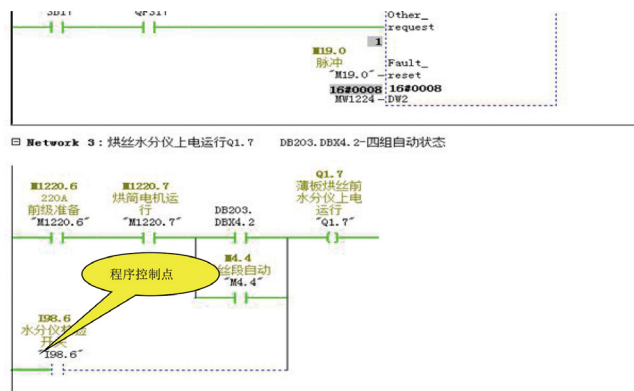 SB17
QF317
Other_
request
1
M19.0
脉冲
"M19.0"
Fault_
reset
16#0008
16#0008
MW1224
DW2
Network 3：烘丝水分仪上电运行Q1.7 DB203.DBX4.2-四组自动状态
Q1.7
薄板烘丝前
水分仪上电
运行
"Q1.7"
M1220.6
220A
前级准备
"M1220.6"
M1220.7
烘筒电机运
行
"M1220.7"
DB203.
DBX4.2
M4.4
丝段自动
"M4.4"
程序控制点
I98.6
水分仪
开关
"I98.6"